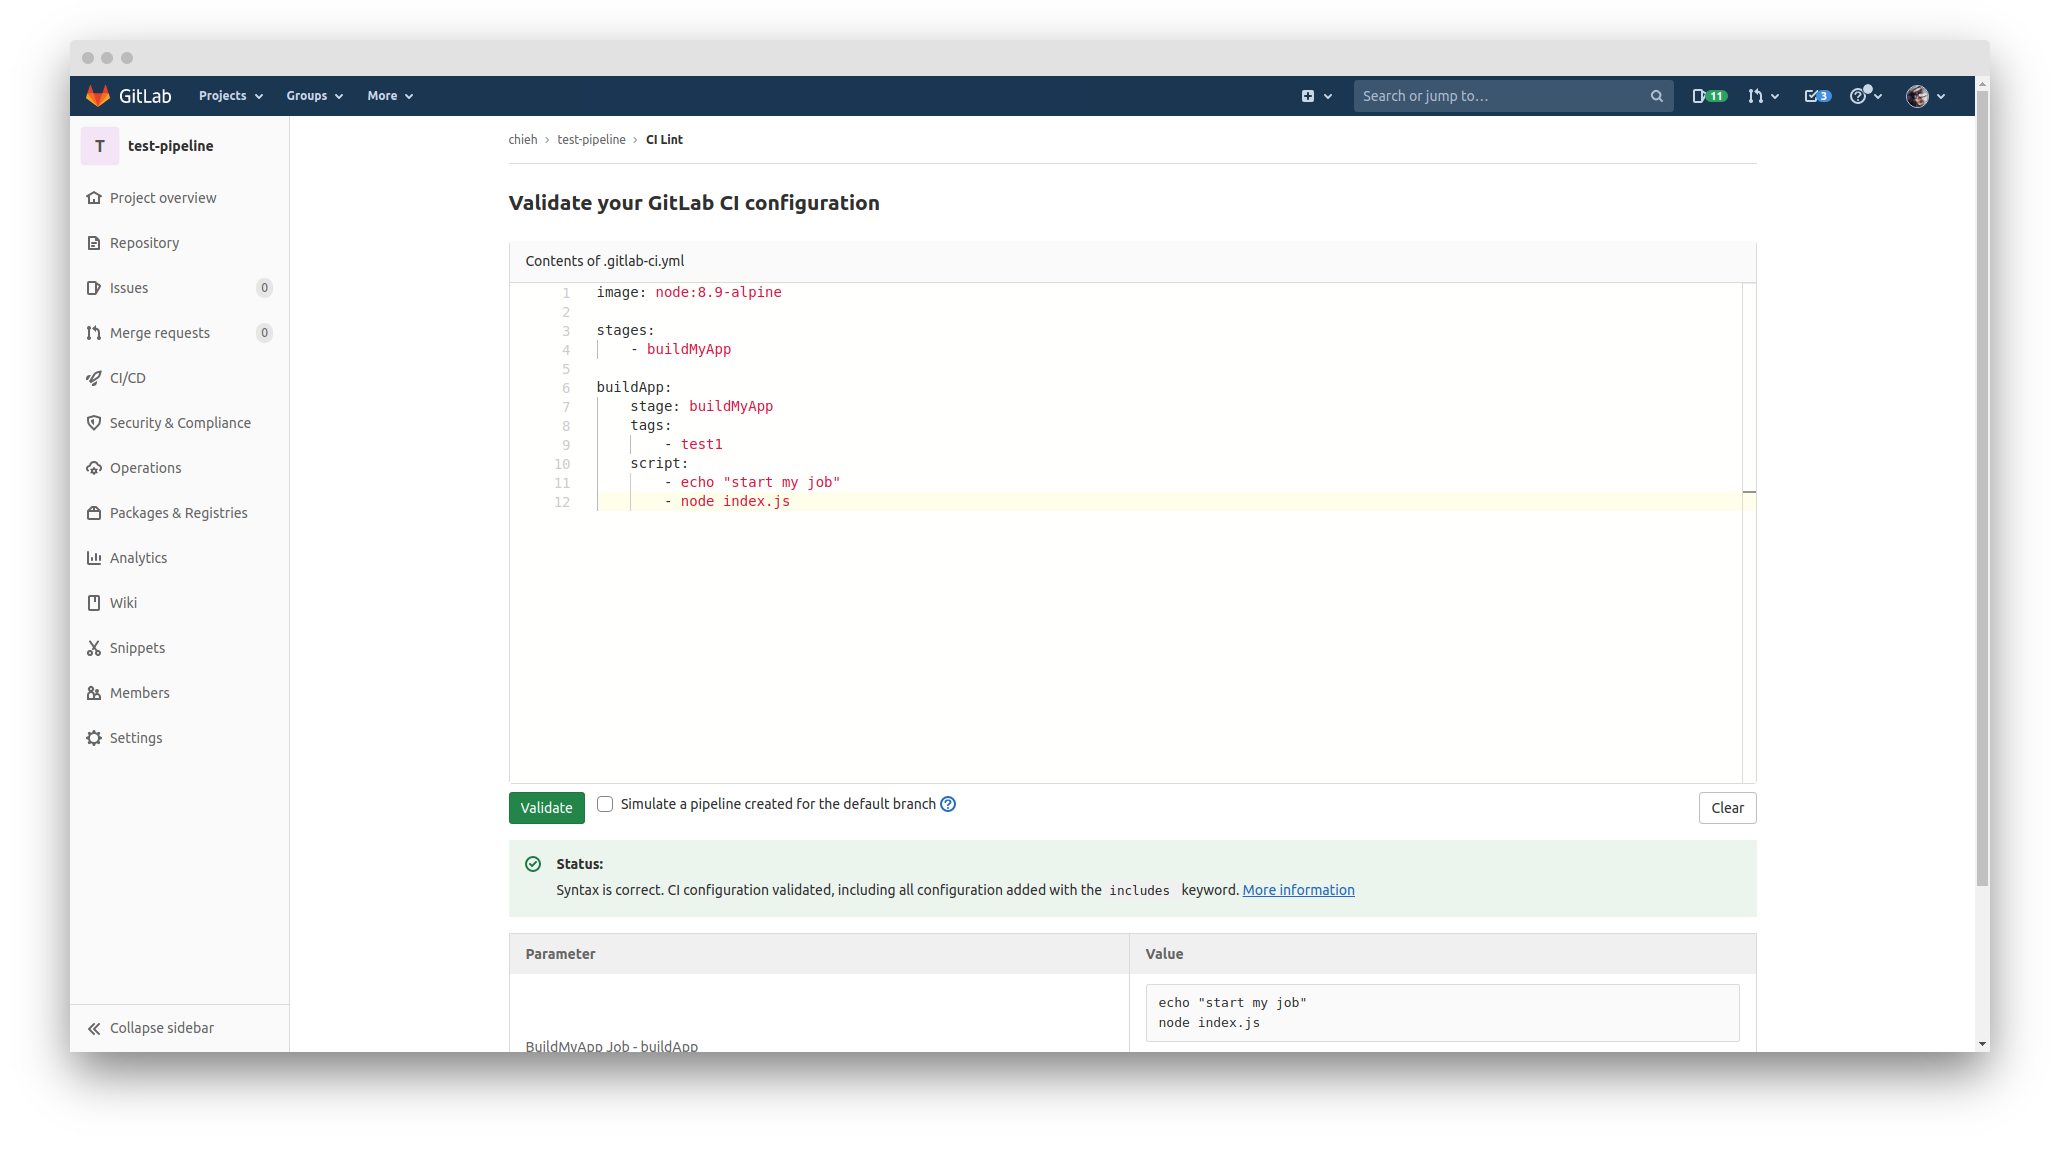 GitLab Projects Groups More Search or jump to... 11 3
T test-pipeline
Project overview
Repository
Issues 0
Merge requests 0
CI/CD
Security & Compliance
Operations
Packages & Registries
Analytics
Wiki
Snippets
Members
Settings
Collapse sidebar
chieh › test-pipeline › CI Lint
Validate your GitLab CI configuration
Contents of .gitlab-ci.yml
1 image: node:8.9-alpine
2
3 stages:
4     - buildMyApp
5
6 buildApp:
7     stage: buildMyApp
8     tags:
9         - test1
10     script:
11         - echo "start my job"
12         - node index.js
Validate Simulate a pipeline created for the default branch Clear
Status:
Syntax is correct. CI configuration validated, including all configuration added with the includes keyword. More information
Parameter Value
echo "start my job"
node index.js
BuildMyApp Job - buildApp